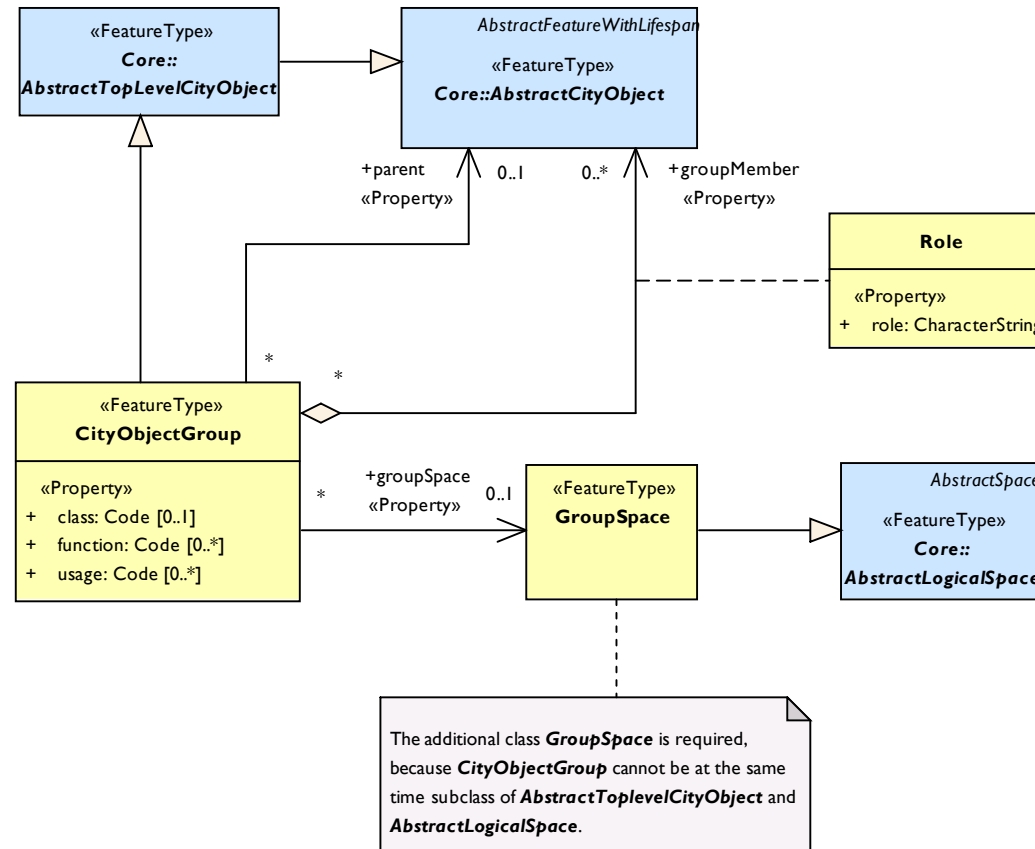 «FeatureType»
Core::
AbstractTopLevelCityObject
AbstractFeatureWithLifespan
«FeatureType»
Core::AbstractCityObject
+parent
«Property»
0..1
0..*
+groupMember
«Property»
Role
«Property»
+ role: CharacterString
*
*
«FeatureType»
CityObjectGroup
«Property»
+ class: Code [0..1]
+ function: Code [0..*]
+ usage: Code [0..*]
*
+groupSpace
«Property»
0..1
«FeatureType»
GroupSpace
AbstractSpace
«FeatureType»
Core::
AbstractLogicalSpace
The additional class GroupSpace is required,
because CityObjectGroup cannot be at the same
time subclass of AbstractToplevelCityObject and
AbstractLogicalSpace.